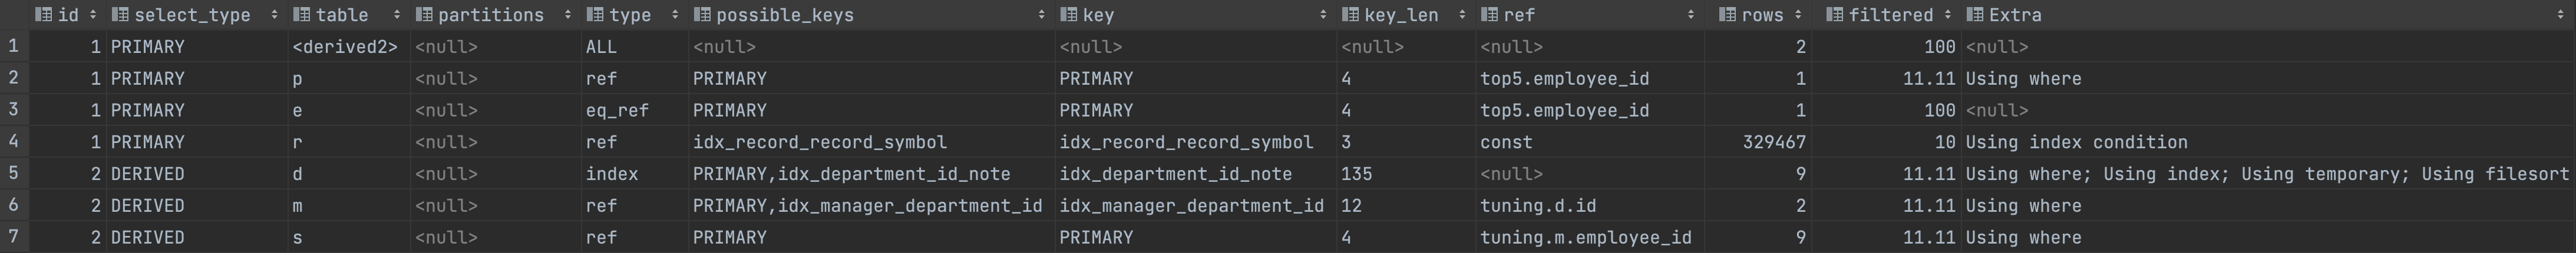 id select_type table partitions type possible_keys key key_len ref rows filtered Extra
1 1 PRIMARY <derived2> <null> ALL <null> <null> <null> <null> 2 100 <null>
2 1 PRIMARY p <null> ref PRIMARY PRIMARY 4 top5.employee_id 1 11.11 Using where
3 1 PRIMARY e <null> eq_ref PRIMARY PRIMARY 4 top5.employee_id 1 100 <null>
4 1 PRIMARY r <null> ref idx_record_record_symbol idx_record_record_symbol 3 const 329467 10 Using index condition
5 2 DERIVED d <null> index PRIMARY,idx_department_id_note idx_department_id_note 135 <null> 9 11.11 Using where; Using index; Using temporary; Using filesort
6 2 DERIVED m <null> ref PRIMARY,idx_manager_department_id idx_manager_department_id 12 tuning.d.id 2 11.11 Using where
7 2 DERIVED s <null> ref PRIMARY PRIMARY 4 tuning.m.employee_id 9 11.11 Using where